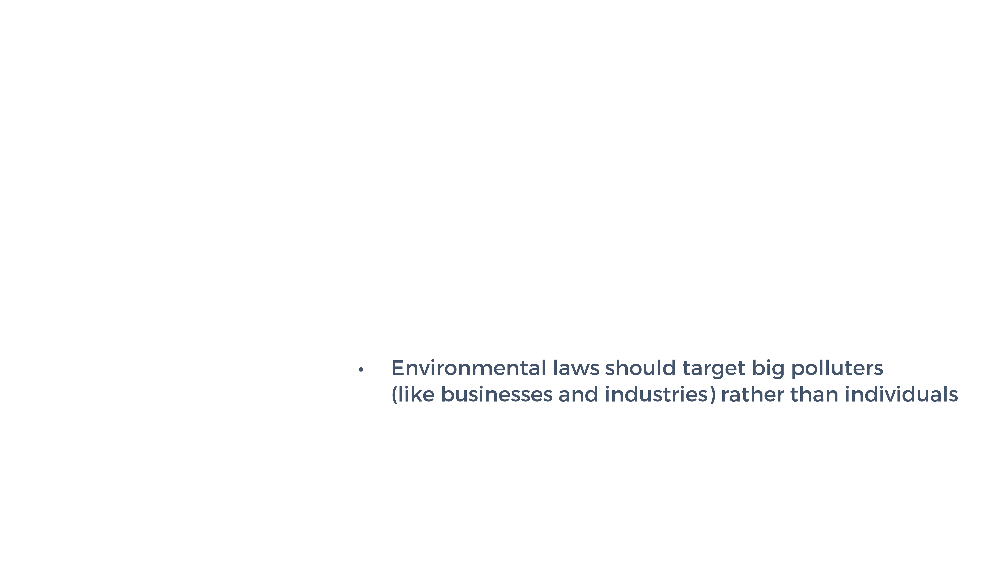 • Environmental laws should target big polluters
(like businesses and industries) rather than individuals